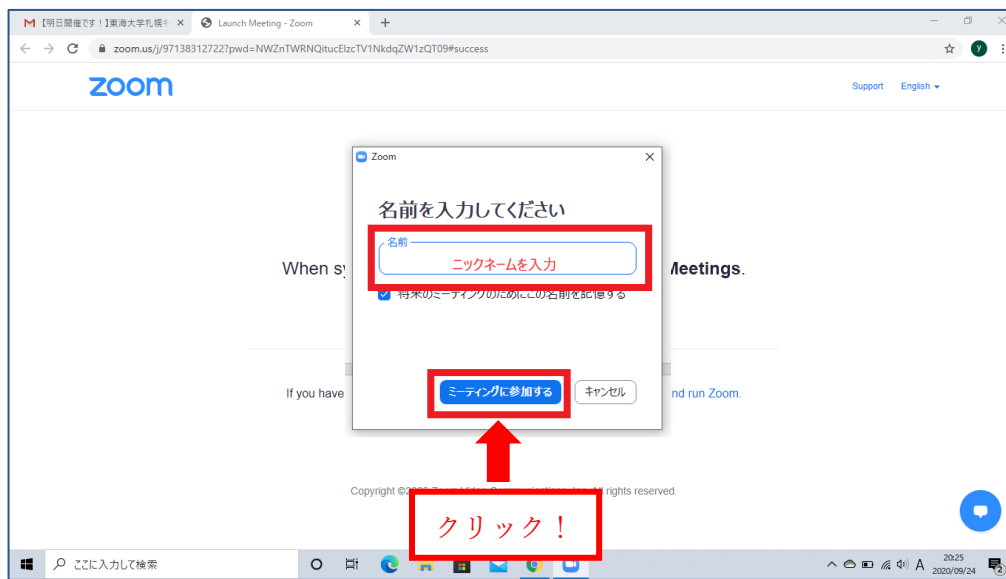 【明日開催です!】東海大学札幌キ
Launch Meeting - Zoom
zoom.us/j/97138312722?pwd=NWZnTWRNQitucElzcTV1NkdqZW1zQT09#success
y
zoom
Support
English
Zoom
名前を入力してください
名前
ニックネームを入力
When sy
Meetings.
将来のミーティングのためにこの名前を記憶する
If you have
ミーティングに参加する
キャンセル
nd run Zoom.
Copyright ©
rights reserved.
クリック！
ここに入力して検索
A
20:25
2020/09/24
2